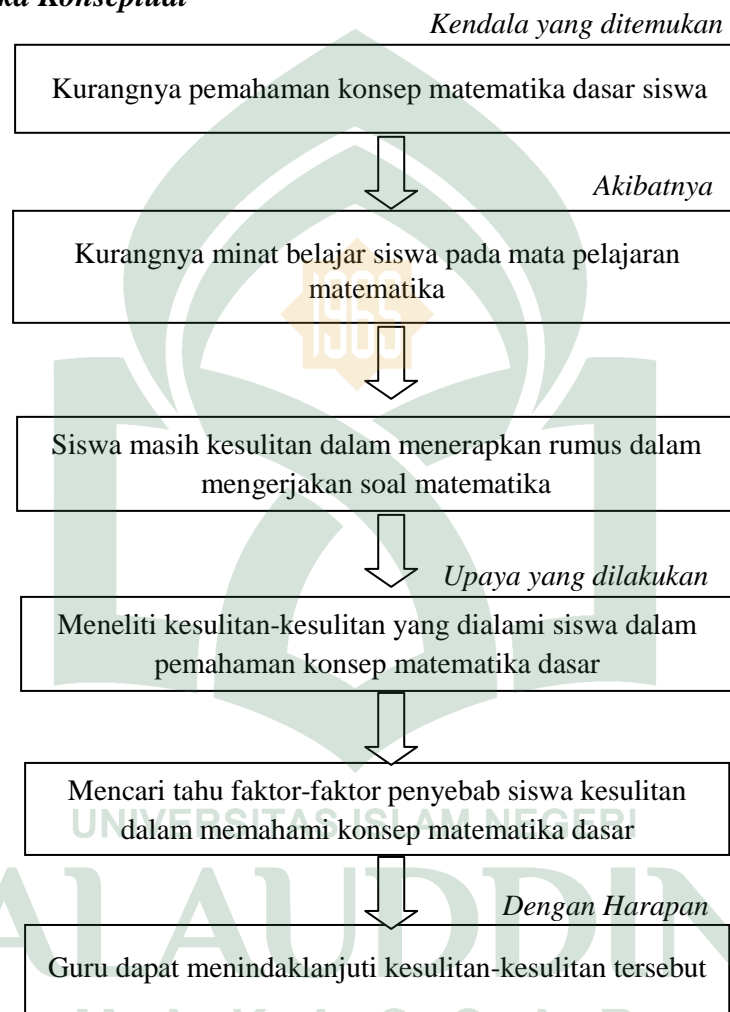 Konseptual
Kendala yang ditemukan
Kurangnya pemahaman konsep matematika dasar siswa
Akibatnya
Kurangnya minat belajar siswa pada mata pelajaran
matematika
1965
Siswa masih kesulitan dalam menerapkan rumus dalam
mengerjakan soal matematika
Upaya yang dilakukan
Meneliti kesulitan-kesulitan yang dialami siswa dalam
pemahaman konsep matematika dasar
Mencari tahu faktor-faktor penyebab siswa kesulitan
dalam memahami konsep matematika dasar
UNIVERSITAS ISLAM NEGERI
Dengan Harapan
ALAUDDIN
Guru dapat menindaklanjuti kesulitan-kesulitan tersebut